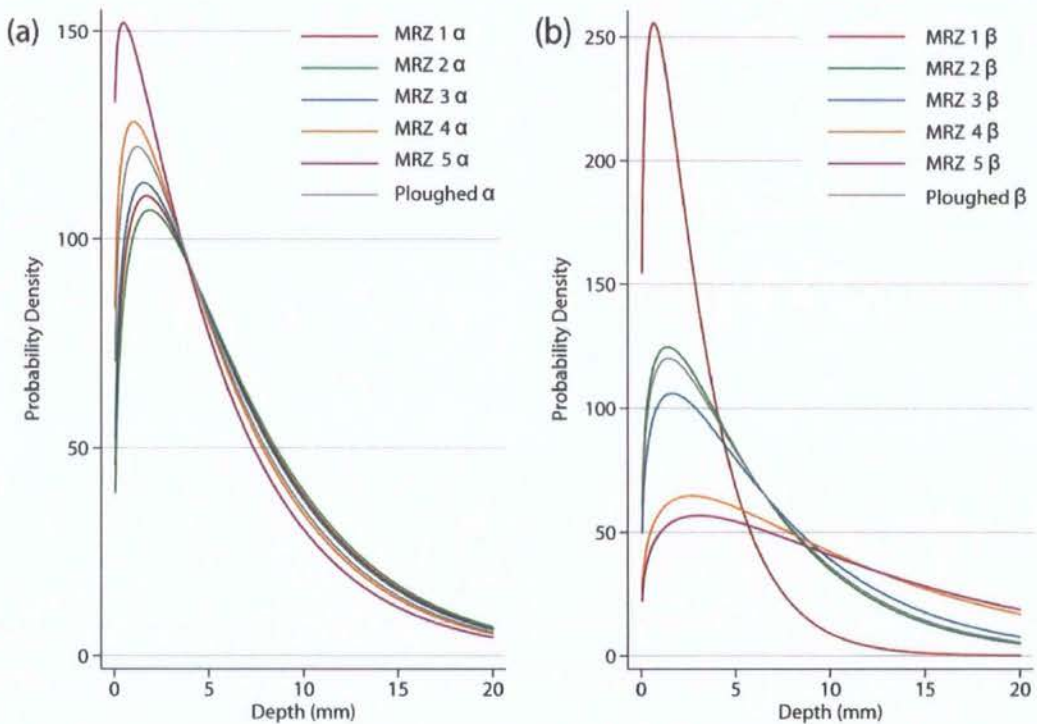 (a)
150
100
50
0
Probability Density
0 5 10 15 20
Depth (mm)
MRZ 1 α
MRZ 2 α
MRZ 3 α
MRZ 4 α
MRZ 5 α
Ploughed α
(b)
250
200
150
100
50
0
Probability Density
0 5 10 15 20
Depth (mm)
MRZ 1 β
MRZ 2 β
MRZ 3 β
MRZ 4 β
MRZ 5 β
Ploughed β